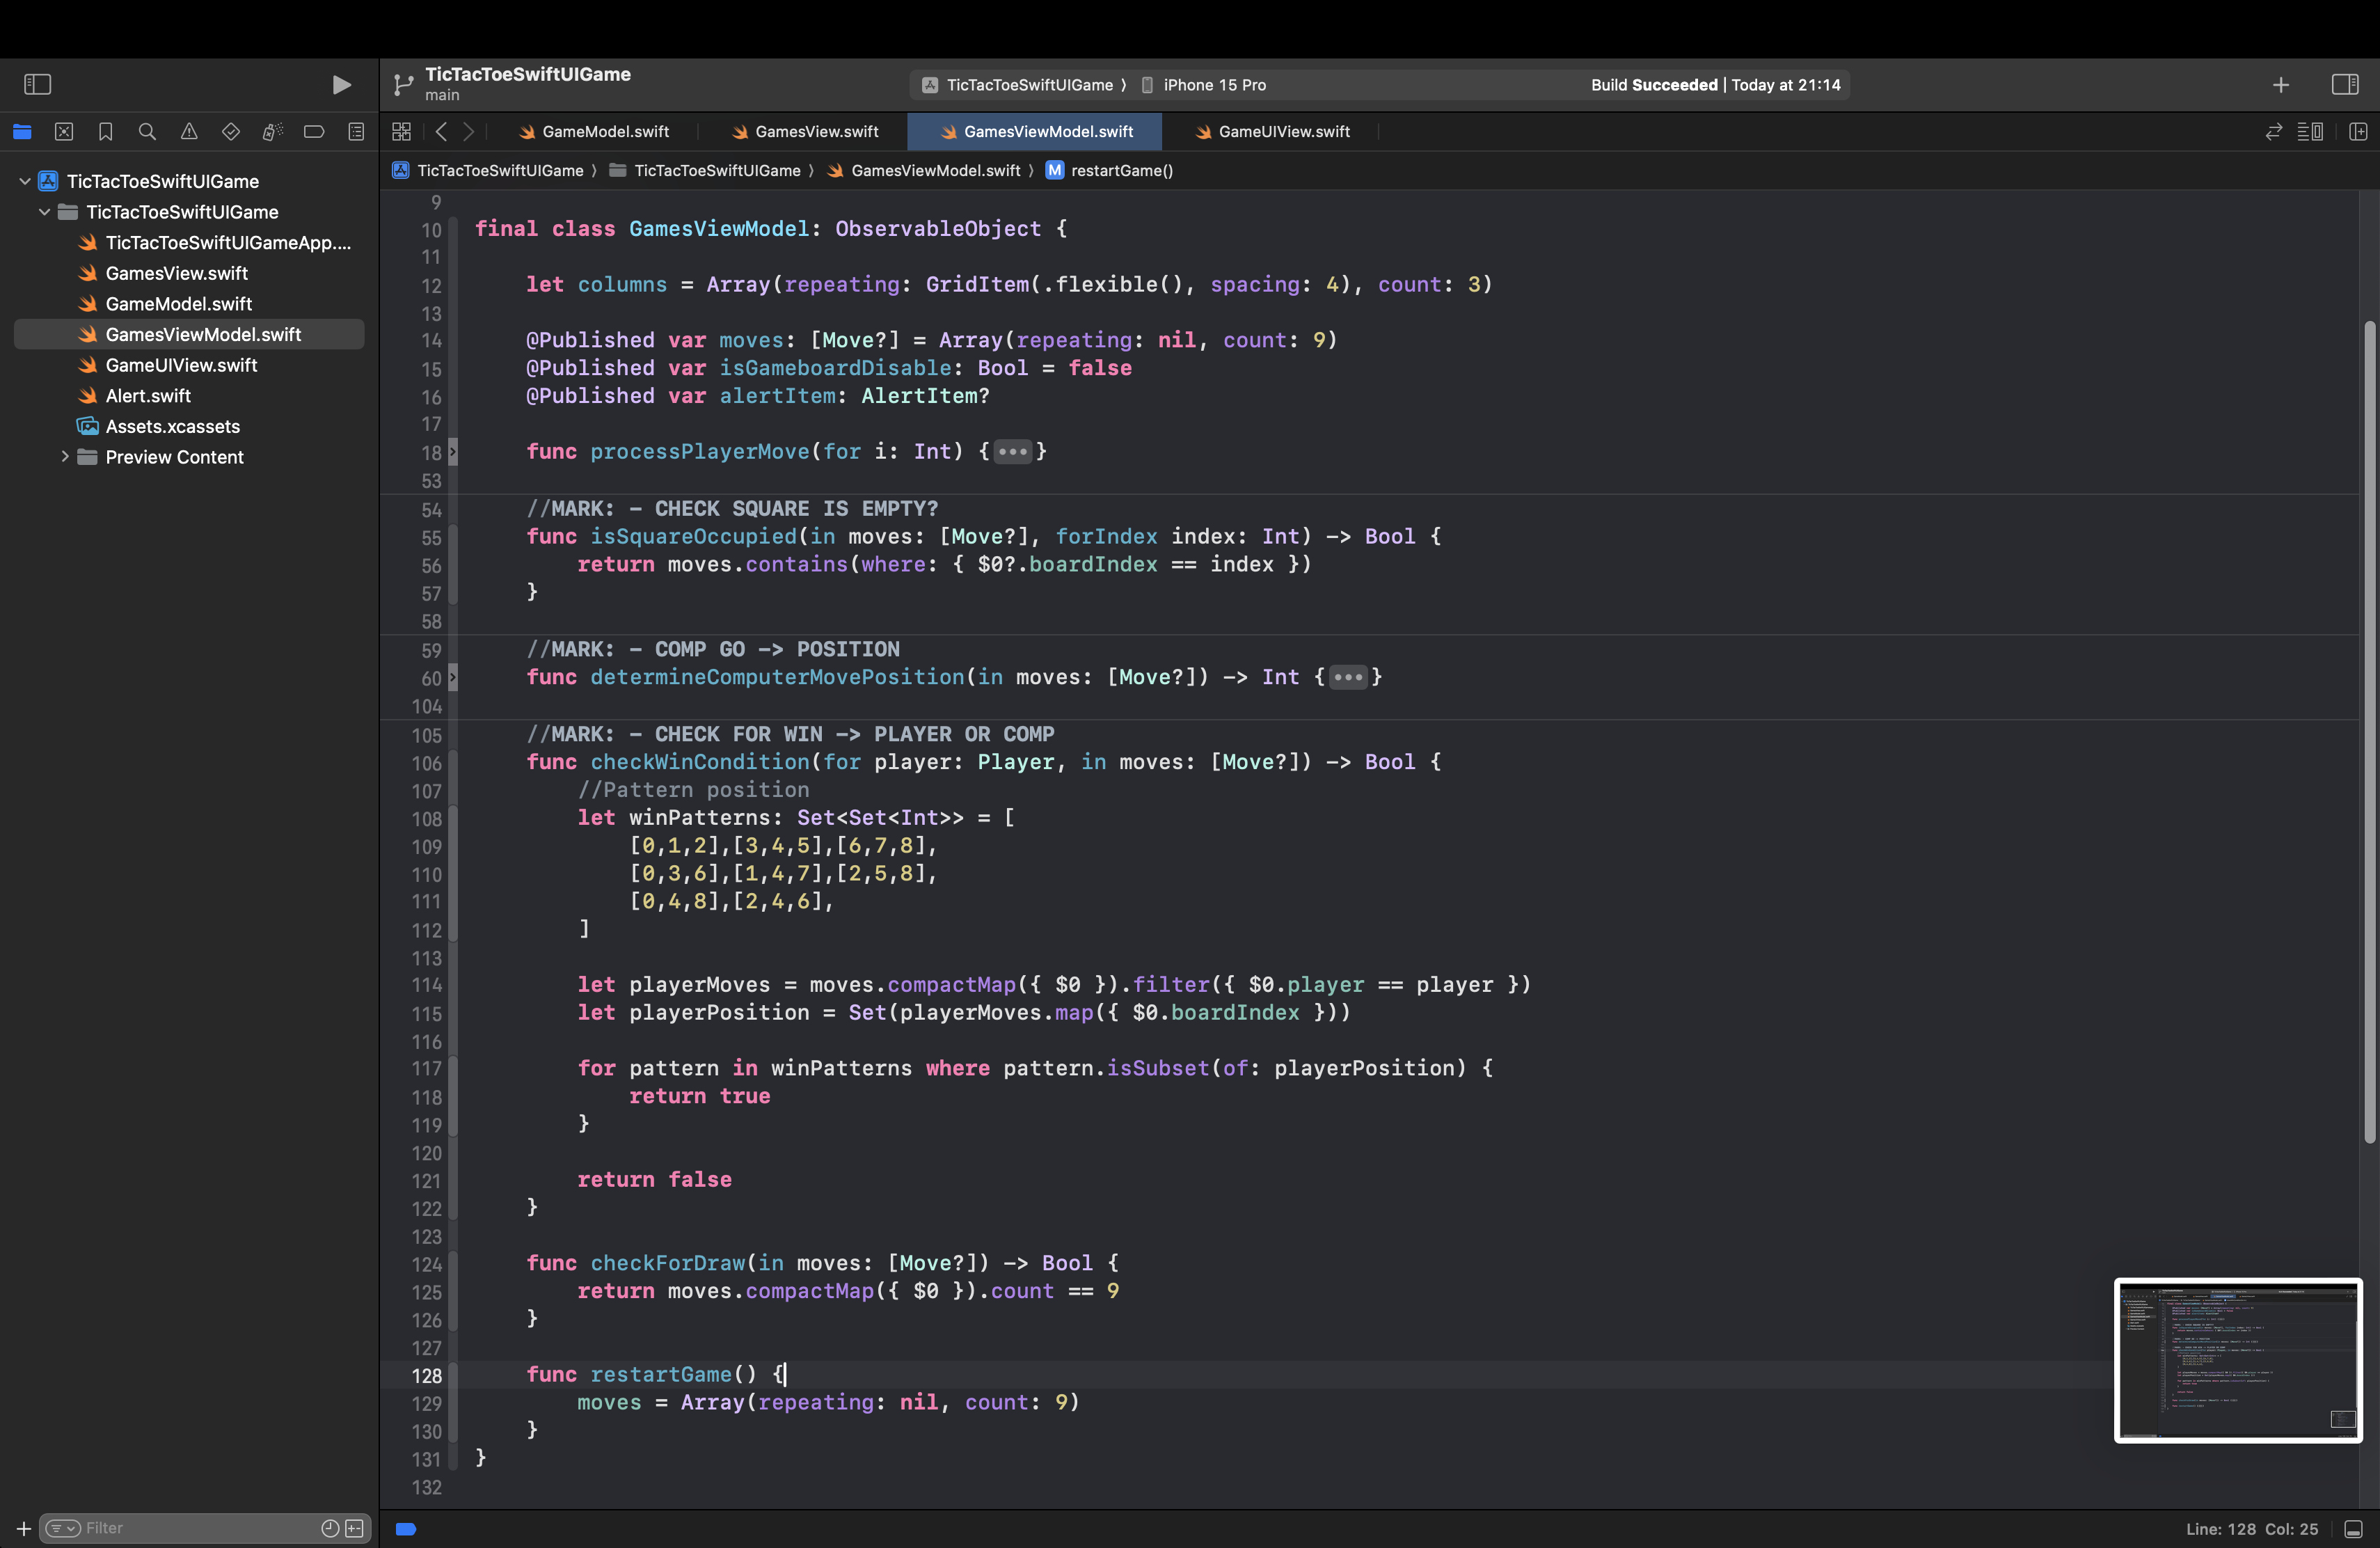 TicTacToeSwiftUIGame
main
TicTacToeSwiftUIGame ⟩ iPhone 15 Pro
Build Succeeded | Today at 21:14
GameModel.swift
GamesView.swift
GamesViewModel.swift
GameUIView.swift
TicTacToeSwiftUIGame ⟩ TicTacToeSwiftUIGame ⟩ GamesViewModel.swift ⟩ M restartGame()
TicTacToeSwiftUIGame
TicTacToeSwiftUIGame
TicTacToeSwiftUIGameApp....
GamesView.swift
GameModel.swift
GamesViewModel.swift
GameUIView.swift
Alert.swift
Assets.xcassets
Preview Content
9
10 final class GamesViewModel: ObservableObject {
11
12     let columns = Array(repeating: GridItem(.flexible(), spacing: 4), count: 3)
13
14     @Published var moves: [Move?] = Array(repeating: nil, count: 9)
15     @Published var isGameboardDisable: Bool = false
16     @Published var alertItem: AlertItem?
17
18     func processPlayerMove(for i: Int) {•••}
53
54     //MARK: - CHECK SQUARE IS EMPTY?
55     func isSquareOccupied(in moves: [Move?], forIndex index: Int) -> Bool {
56         return moves.contains(where: { $0?.boardIndex == index })
57     }
58
59     //MARK: - COMP GO -> POSITION
60     func determineComputerMovePosition(in moves: [Move?]) -> Int {•••}
104
105     //MARK: - CHECK FOR WIN -> PLAYER OR COMP
106     func checkWinCondition(for player: Player, in moves: [Move?]) -> Bool {
107         //Pattern position
108         let winPatterns: Set<Set<Int>> = [
109             [0,1,2],[3,4,5],[6,7,8],
110             [0,3,6],[1,4,7],[2,5,8],
111             [0,4,8],[2,4,6],
112         ]
113
114         let playerMoves = moves.compactMap({ $0 }).filter({ $0.player == player })
115         let playerPosition = Set(playerMoves.map({ $0.boardIndex }))
116
117         for pattern in winPatterns where pattern.isSubset(of: playerPosition) {
118             return true
119         }
120
121         return false
122     }
123
124     func checkForDraw(in moves: [Move?]) -> Bool {
125         return moves.compactMap({ $0 }).count == 9
126     }
127
128     func restartGame() {
129         moves = Array(repeating: nil, count: 9)
130     }
131 }
132
Filter
Line: 128 Col: 25